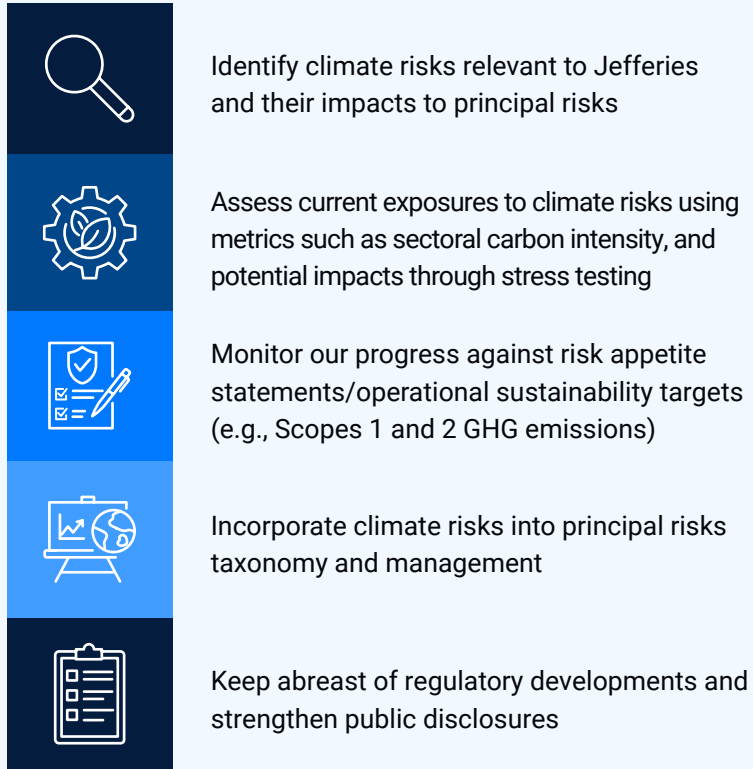 Identify climate risks relevant to Jefferies
and their impacts to principal risks
Assess current exposures to climate risks using
metrics such as sectoral carbon intensity, and
potential impacts through stress testing
Monitor our progress against risk appetite
statements/operational sustainability targets
(e.g., Scopes 1 and 2 GHG emissions)
Incorporate climate risks into principal risks
taxonomy and management
Keep abreast of regulatory developments and
strengthen public disclosures